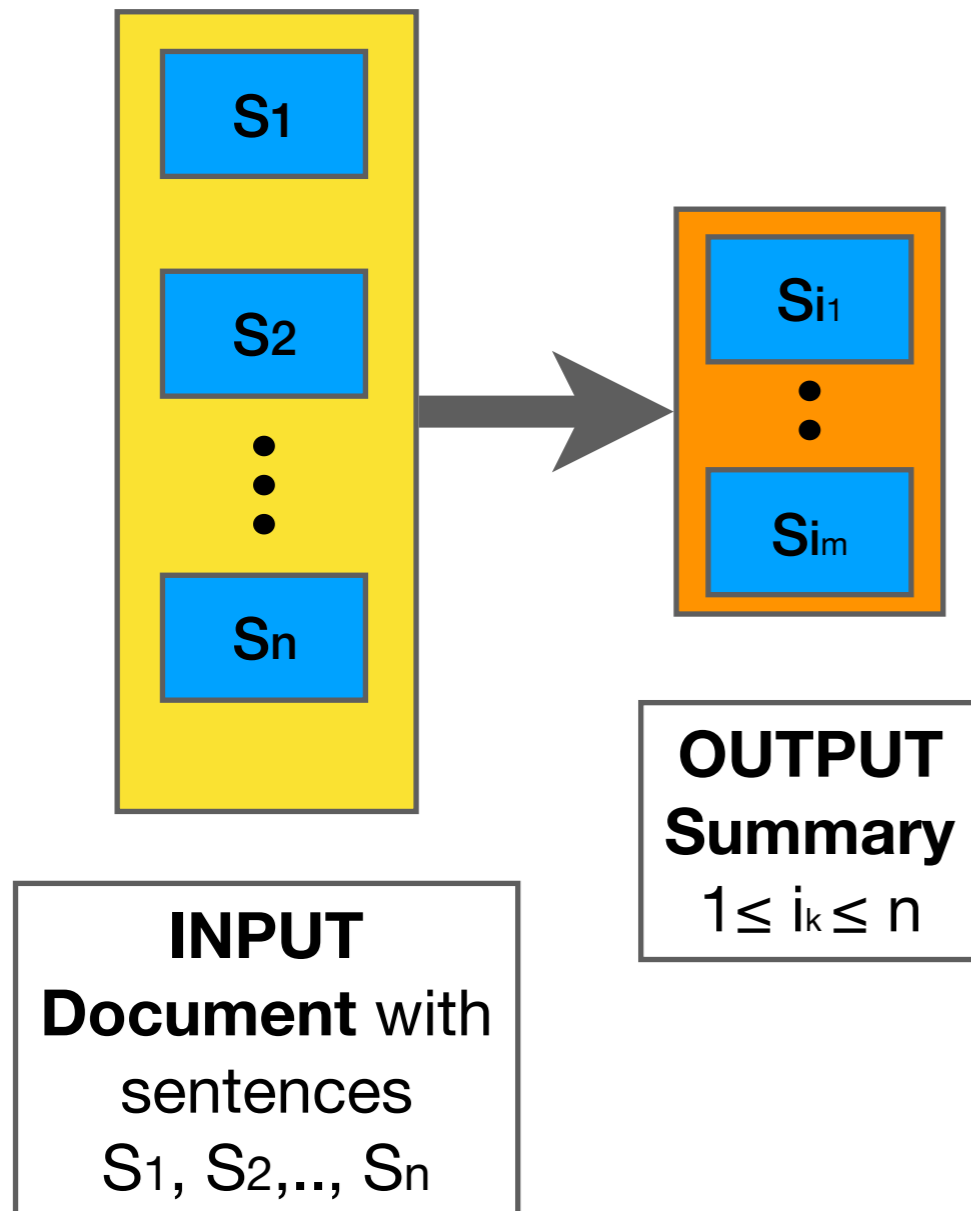 S1
S2
Sn
Si1
Sim
OUTPUT
Summary
1≤ ik ≤ n
INPUT
Document with
sentences
S1, S2,.., Sn